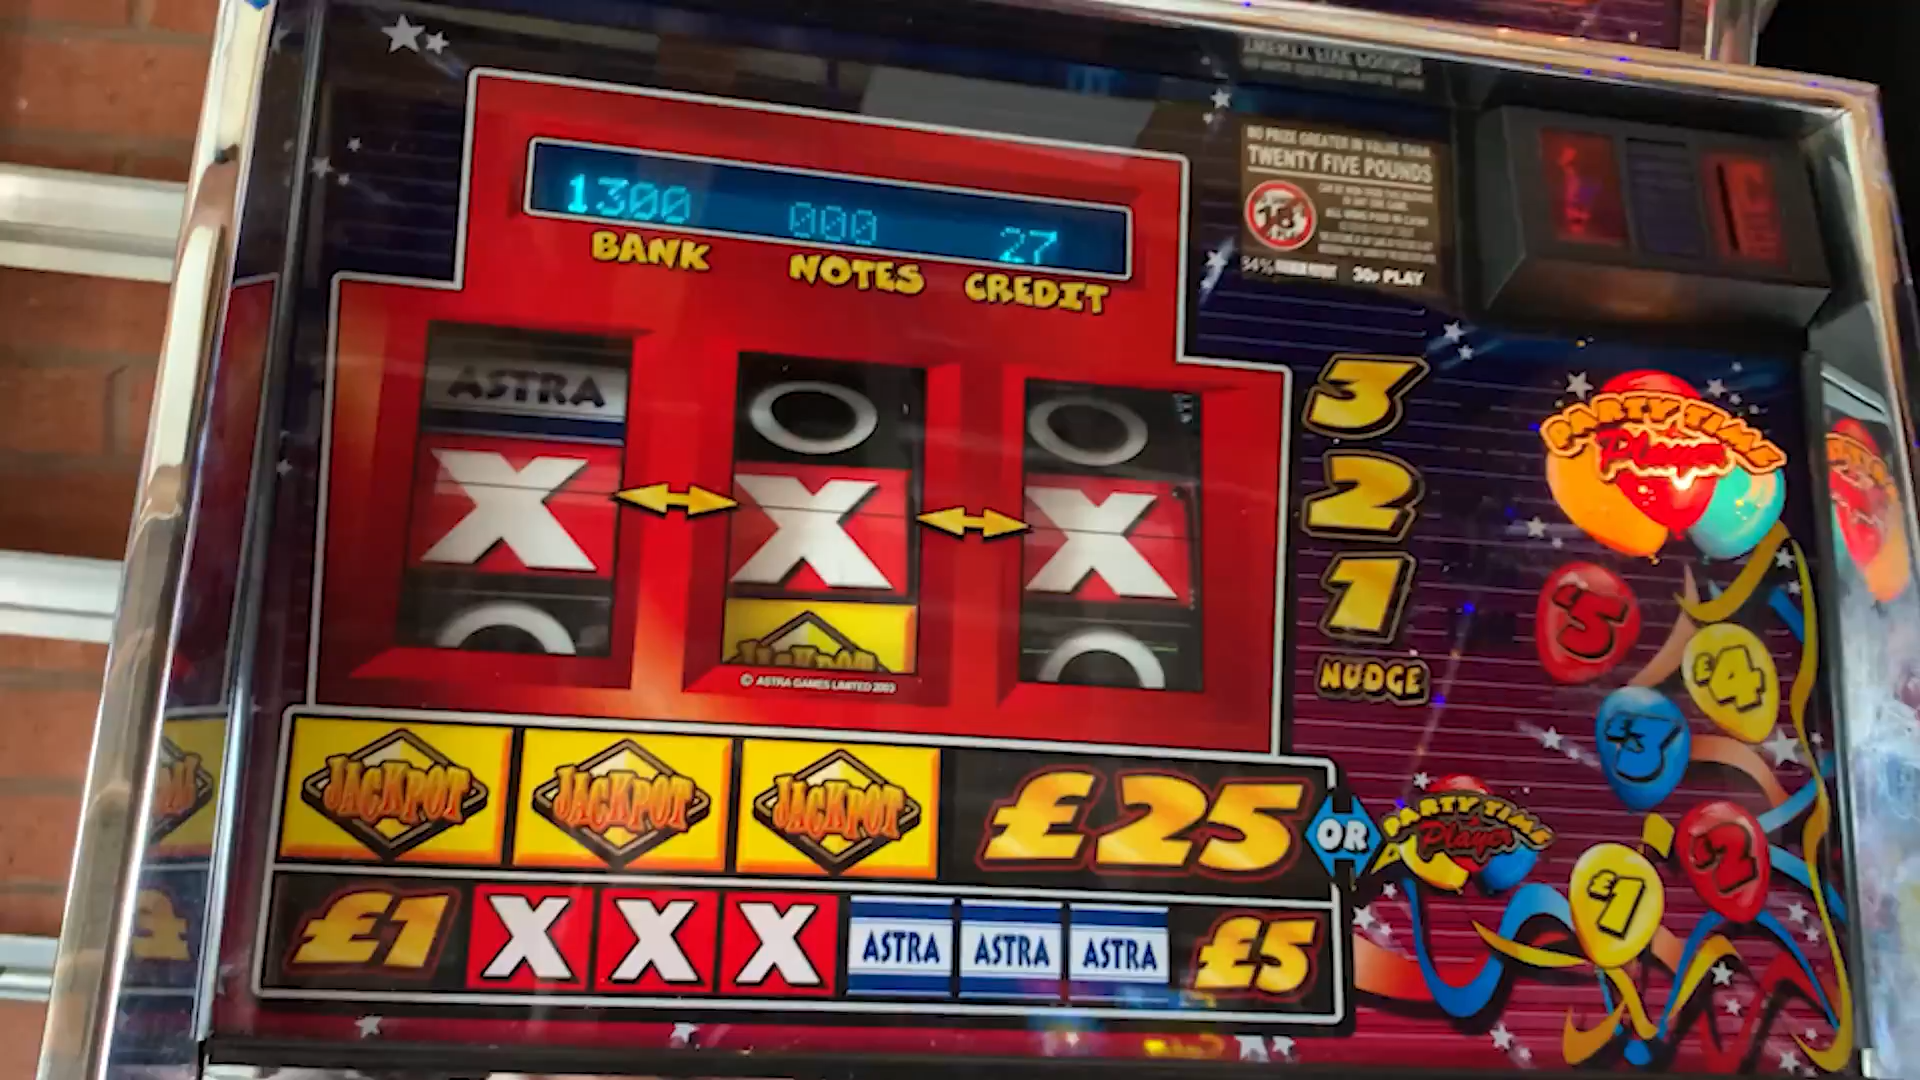 NO PRIZE GREATER IN VALUE THAN
TWENTY FIVE POUNDS
18
30p PLAY
1300 000 27
BANK NOTES CREDIT
ASTRA
X X X
JACKPOT
© ASTRA GAMES LIMITED 2003
3
2
1
NUDGE
PARTY TIME
Player
£5
£4
£3
£2
£1
JACKPOT JACKPOT JACKPOT £25 OR PARTY TIME
Player
£1 X X X ASTRA ASTRA ASTRA £5